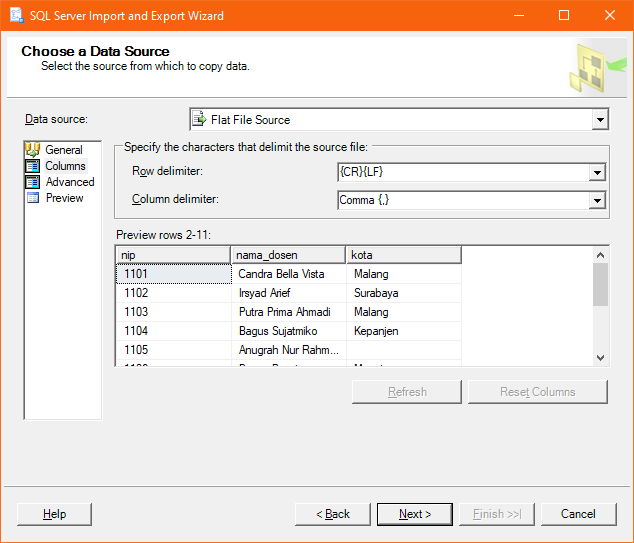 SQL Server Import and Export Wizard
Choose a Data Source
Select the source from which to copy data.
Data source: Flat File Source
General
Columns
Advanced
Preview
Specify the characters that delimit the source file:
Row delimiter: {CR}{LF}
Column delimiter: Comma {,}
Preview rows 2-11:
nip nama_dosen kota
1101 Candra Bella Vista Malang
1102 Irsyad Arief Surabaya
1103 Putra Prima Ahmadi Malang
1104 Bagus Sujatmiko Kepanjen
1105 Anugrah Nur Rahm...
Refresh Reset Columns
Help < Back Next > Finish >>| Cancel